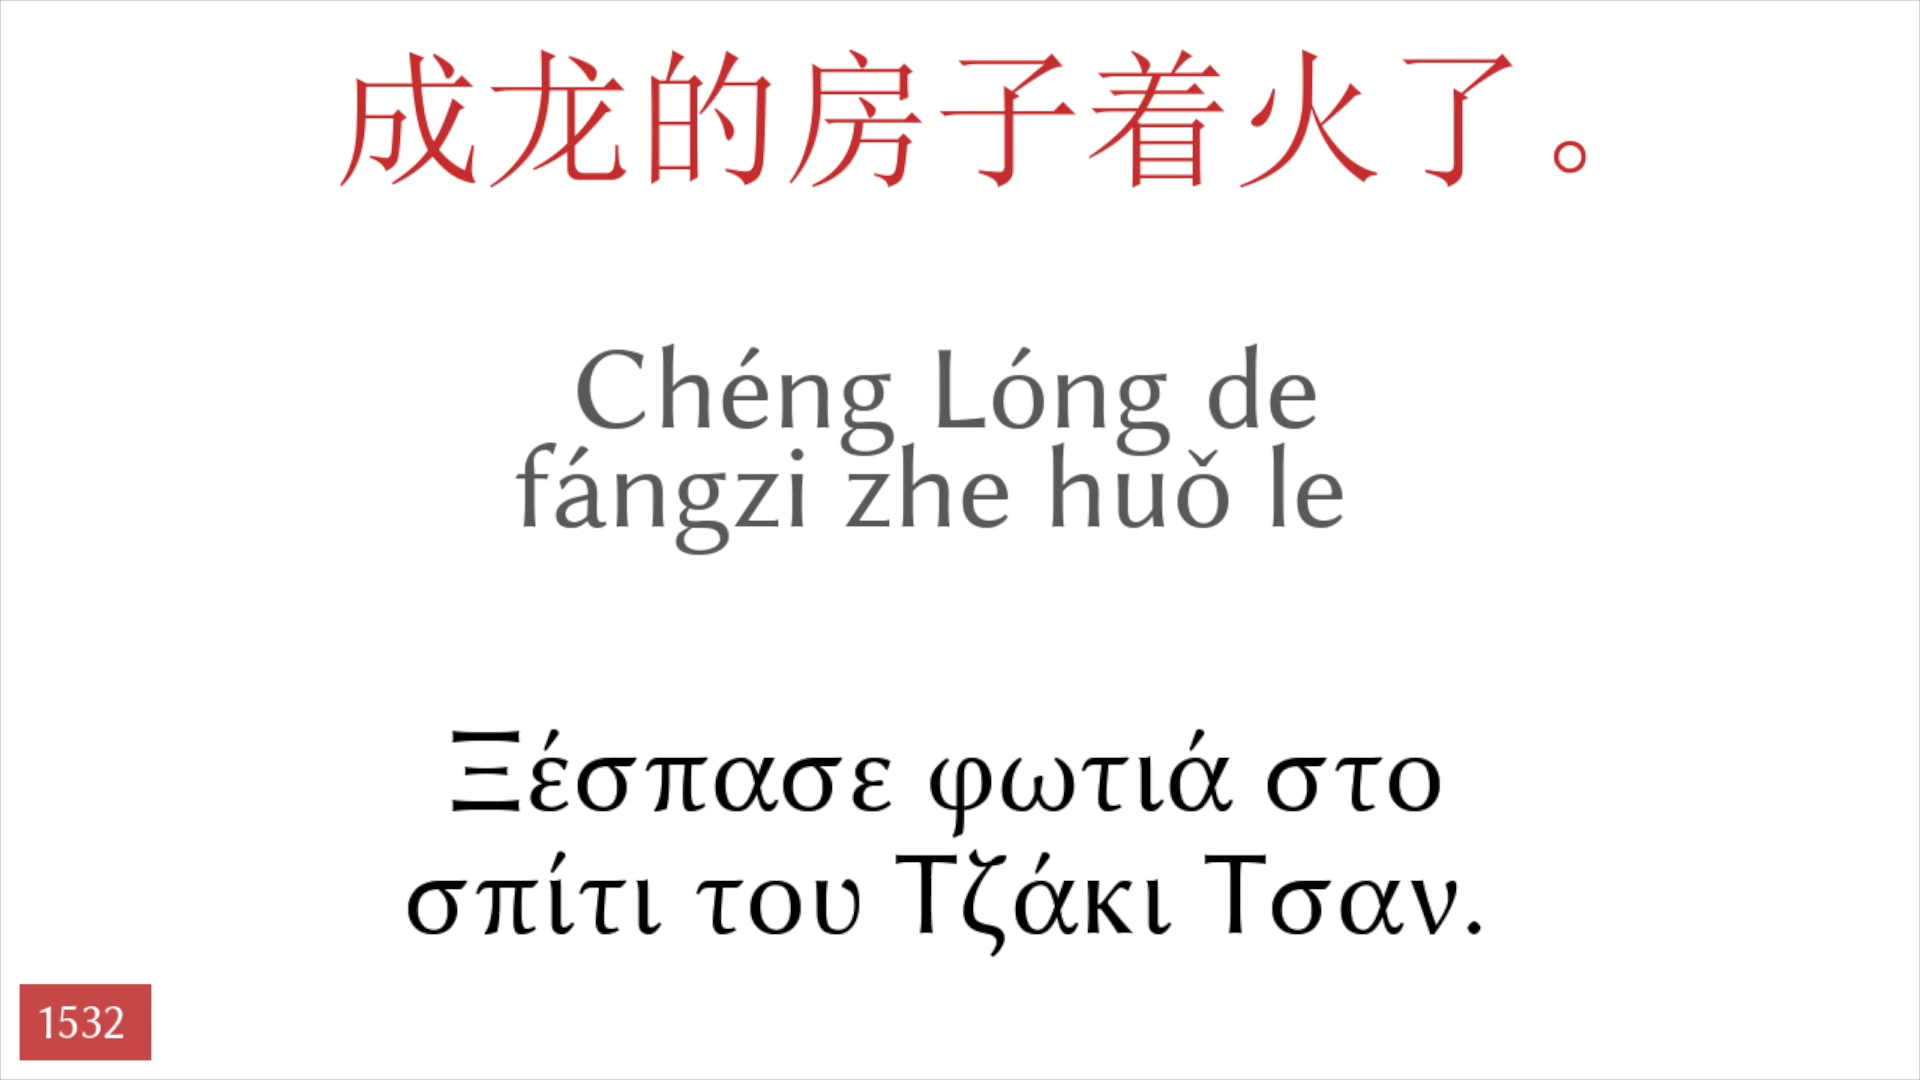 成龙的房子着火了。
Chéng Lóng de
fángzi zhe huǒ le
Ξέσπασε φωτιά στο
σπίτι του Τζάκι Τσαν.
1532